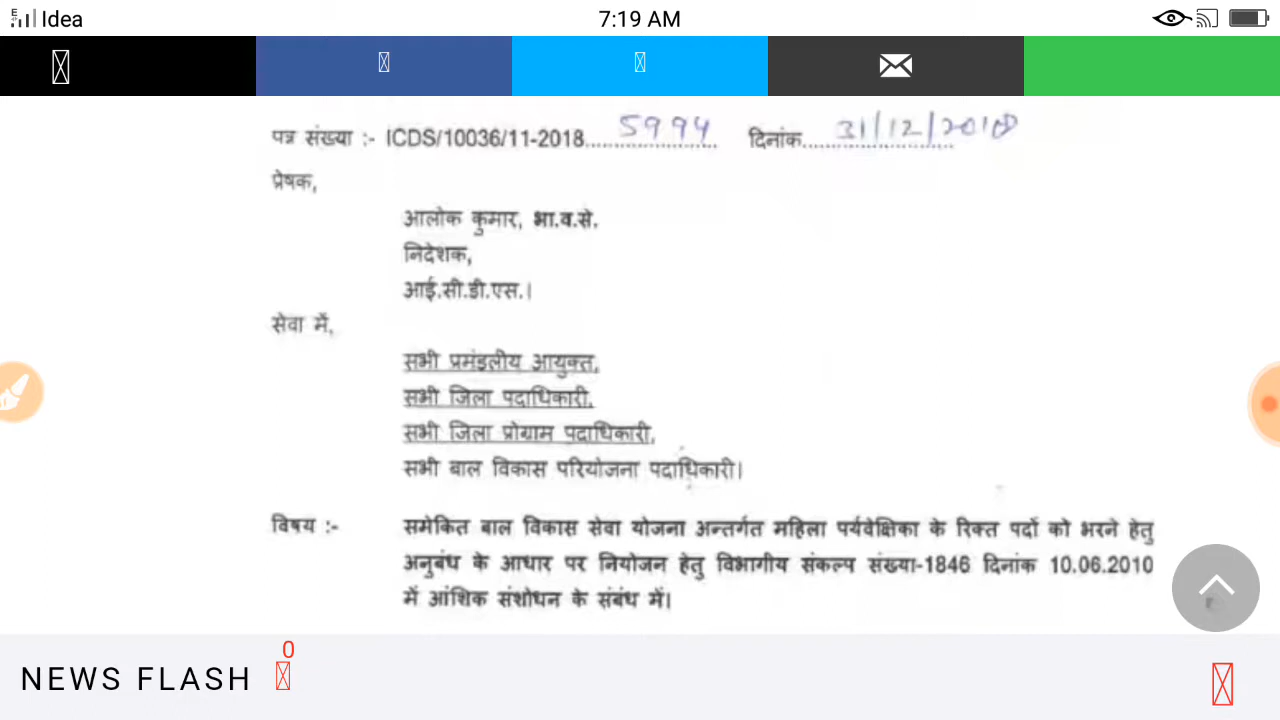 Idea 7:19 AM
पत्र संख्या :- ICDS/10036/11-2018..........5994 दिनांक..........31/12/2018
प्रेषक,
आलोक कुमार, भा.व.से.
निदेशक,
आई.सी.डी.एस.।
सेवा में,
सभी प्रमंडलीय आयुक्त,
सभी जिला पदाधिकारी,
सभी जिला प्रोग्राम पदाधिकारी,
सभी बाल विकास परियोजना पदाधिकारी।
विषय :- समेकित बाल विकास सेवा योजना अन्तर्गत महिला पर्यवेक्षिका के रिक्त पदों को भरने हेतु
अनुबंध के आधार पर नियोजन हेतु विभागीय संकल्प संख्या-1846 दिनांक 10.06.2010
में आंशिक संशोधन के संबंध में।
NEWS FLASH 0